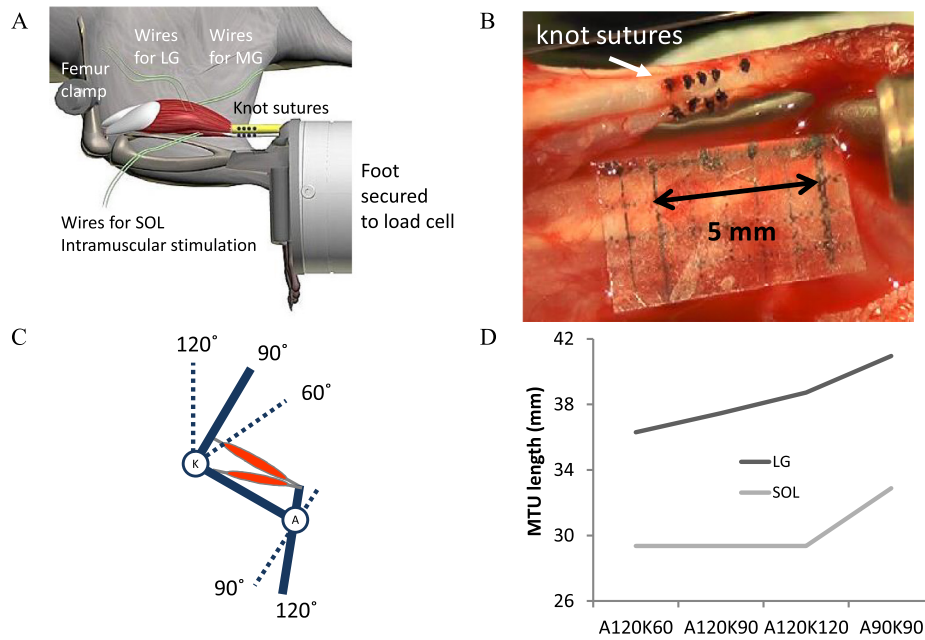 A
Wires
for LG
Wires
for MG
Femur
clamp
Knot sutures
Foot
secured
to load cell
Wires for SOL
Intramuscular stimulation
B
knot sutures
5 mm
C
120˚
90˚
60˚
K
A
90˚
120˚
D
MTU length (mm)
42
38
34
30
26
LG
SOL
A120K60 A120K90 A120K120 A90K90